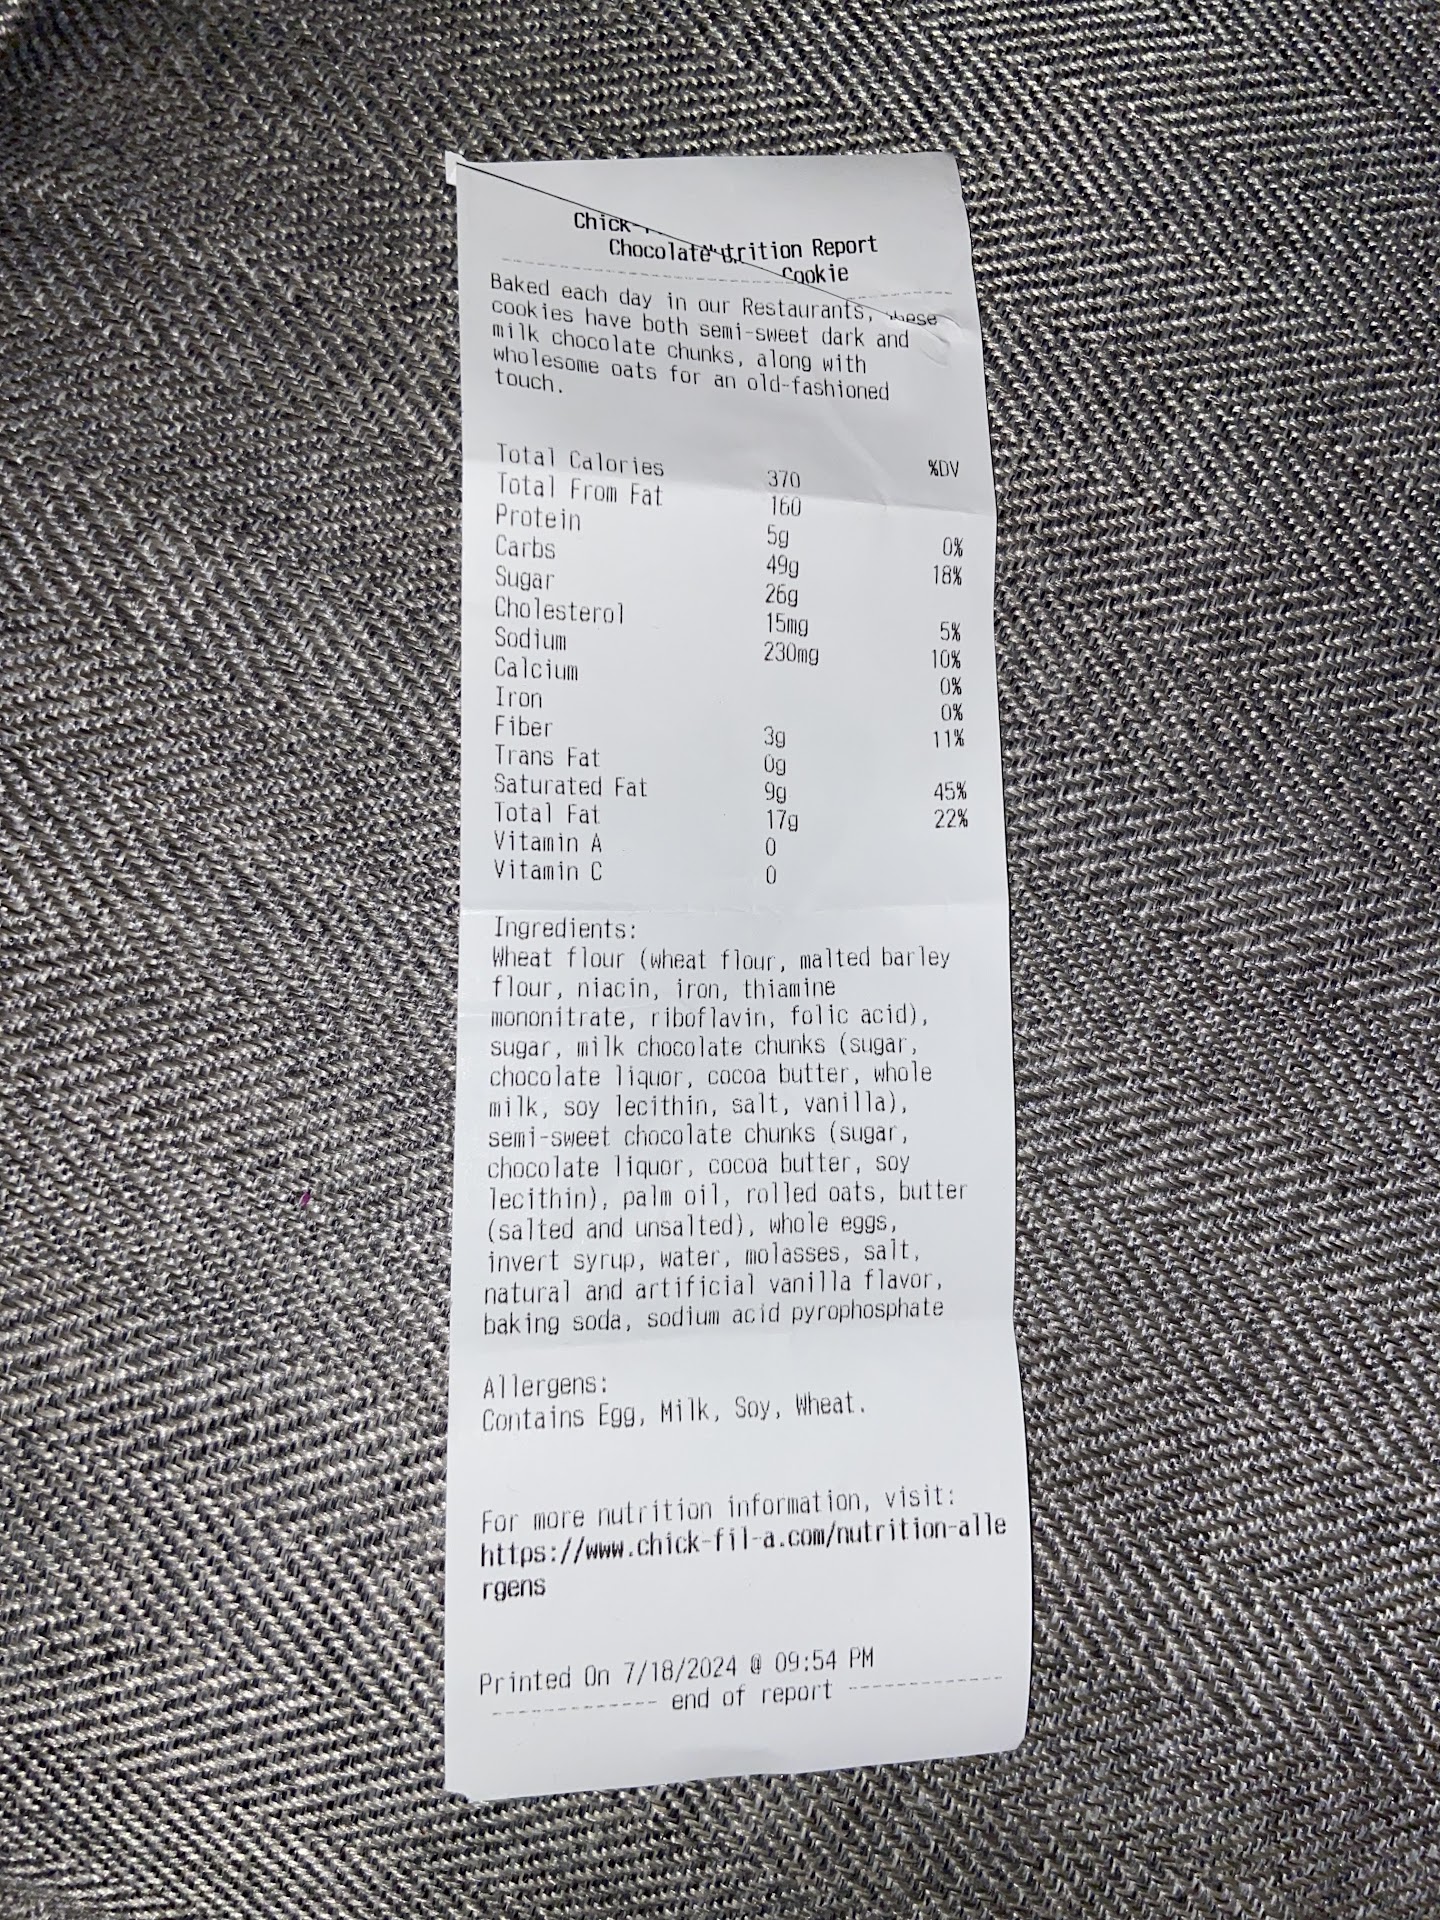 Chick-
Chocolate utrition Report
Cookie
Baked each day in our Restaurants,
cookies have both semi-sweet dark and
milk chocolate chunks, along with
wholesome oats for an old-fashioned
touch.
%DV
Total Calories 370
Total From Fat 160
Protein 5g 0%
Carbs 49g 18%
Sugar 26g
Cholesterol 15mg 5%
Sodium 230mg 10%
Calcium 0%
Iron 0%
Fiber 3g 11%
Trans Fat 0g
Saturated Fat 9g 45%
Total Fat 17g 22%
Vitamin A 0
Vitamin C 0
Ingredients:
Wheat flour (wheat flour, malted barley
flour, niacin, iron, thiamine
mononitrate, riboflavin, folic acid),
sugar, milk chocolate chunks (sugar,
chocolate liquor, cocoa butter, whole
milk, soy lecithin, salt, vanilla),
semi-sweet chocolate chunks (sugar,
chocolate liquor, cocoa butter, soy
lecithin), palm oil, rolled oats, butter
(salted and unsalted), whole eggs,
invert syrup, water, molasses, salt,
natural and artificial vanilla flavor,
baking soda, sodium acid pyrophosphate
Allergens:
Contains Egg, Milk, Soy, Wheat.
For more nutrition information, visit:
https://www.chick-fil-a.com/nutrition-alle
rgens
Printed On 7/18/2024 @ 09:54 PM
------------ end of report ------------